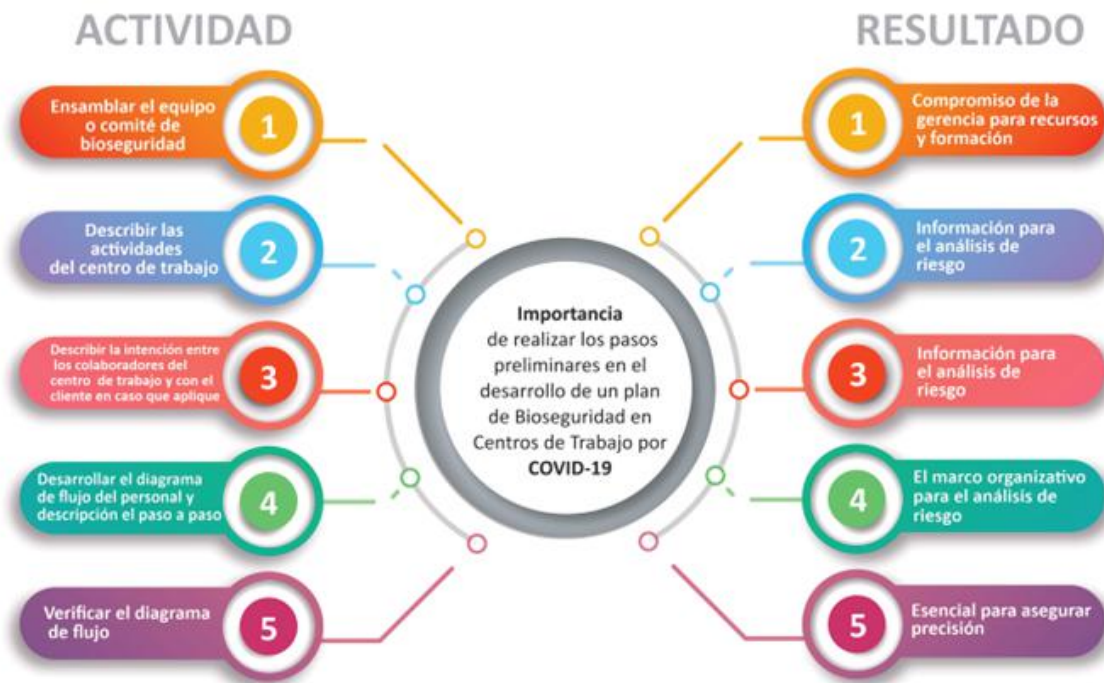 ACTIVIDAD
Ensamblar el equipo
o comité de
bioseguridad
1
Describir las
actividades
del centro de trabajo
2
Describir la intención entre
los colaboradores del
centro de trabajo y con el
cliente en caso que aplique
3
Desarrollar el diagrama
de flujo del personal y
descripción el paso a paso
4
Verificar el diagrama
de flujo
5
Importancia
de realizar los pasos
preliminares en el
desarrollo de un plan
de Bioseguridad en
Centros de Trabajo por
COVID-19
RESULTADO
1
Compromiso de la
gerencia para recursos
y formación
2
Información para
el análisis de
riesgo
3
Información para
el análisis de
riesgo
4
El marco organizativo
para el análisis de
riesgo
5
Esencial para asegurar
precisión